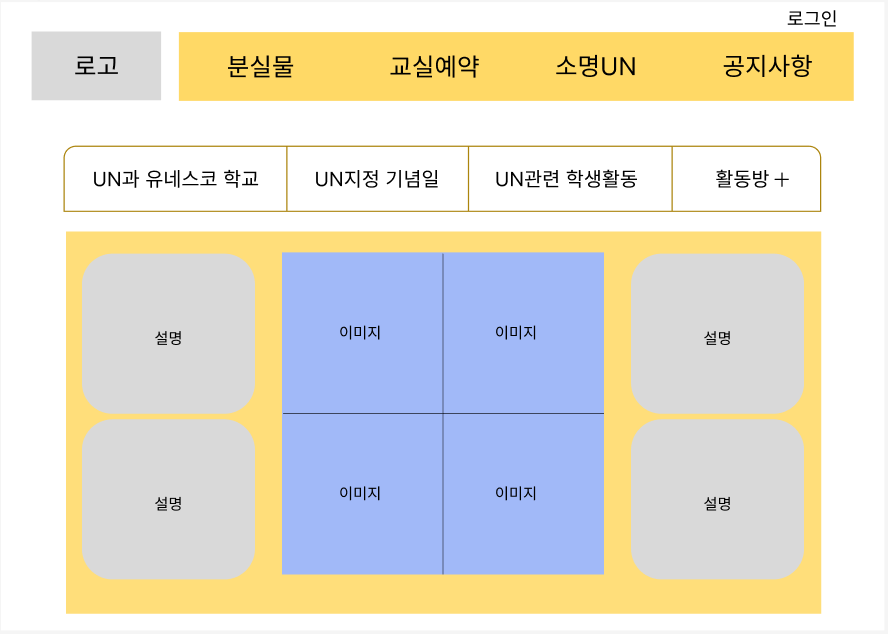 로그인
로고
분실물 교실예약 소명UN 공지사항
UN과 유네스코 학교 UN지정 기념일 UN관련 학생활동 활동방 +
설명 이미지 이미지 설명
설명 이미지 이미지 설명